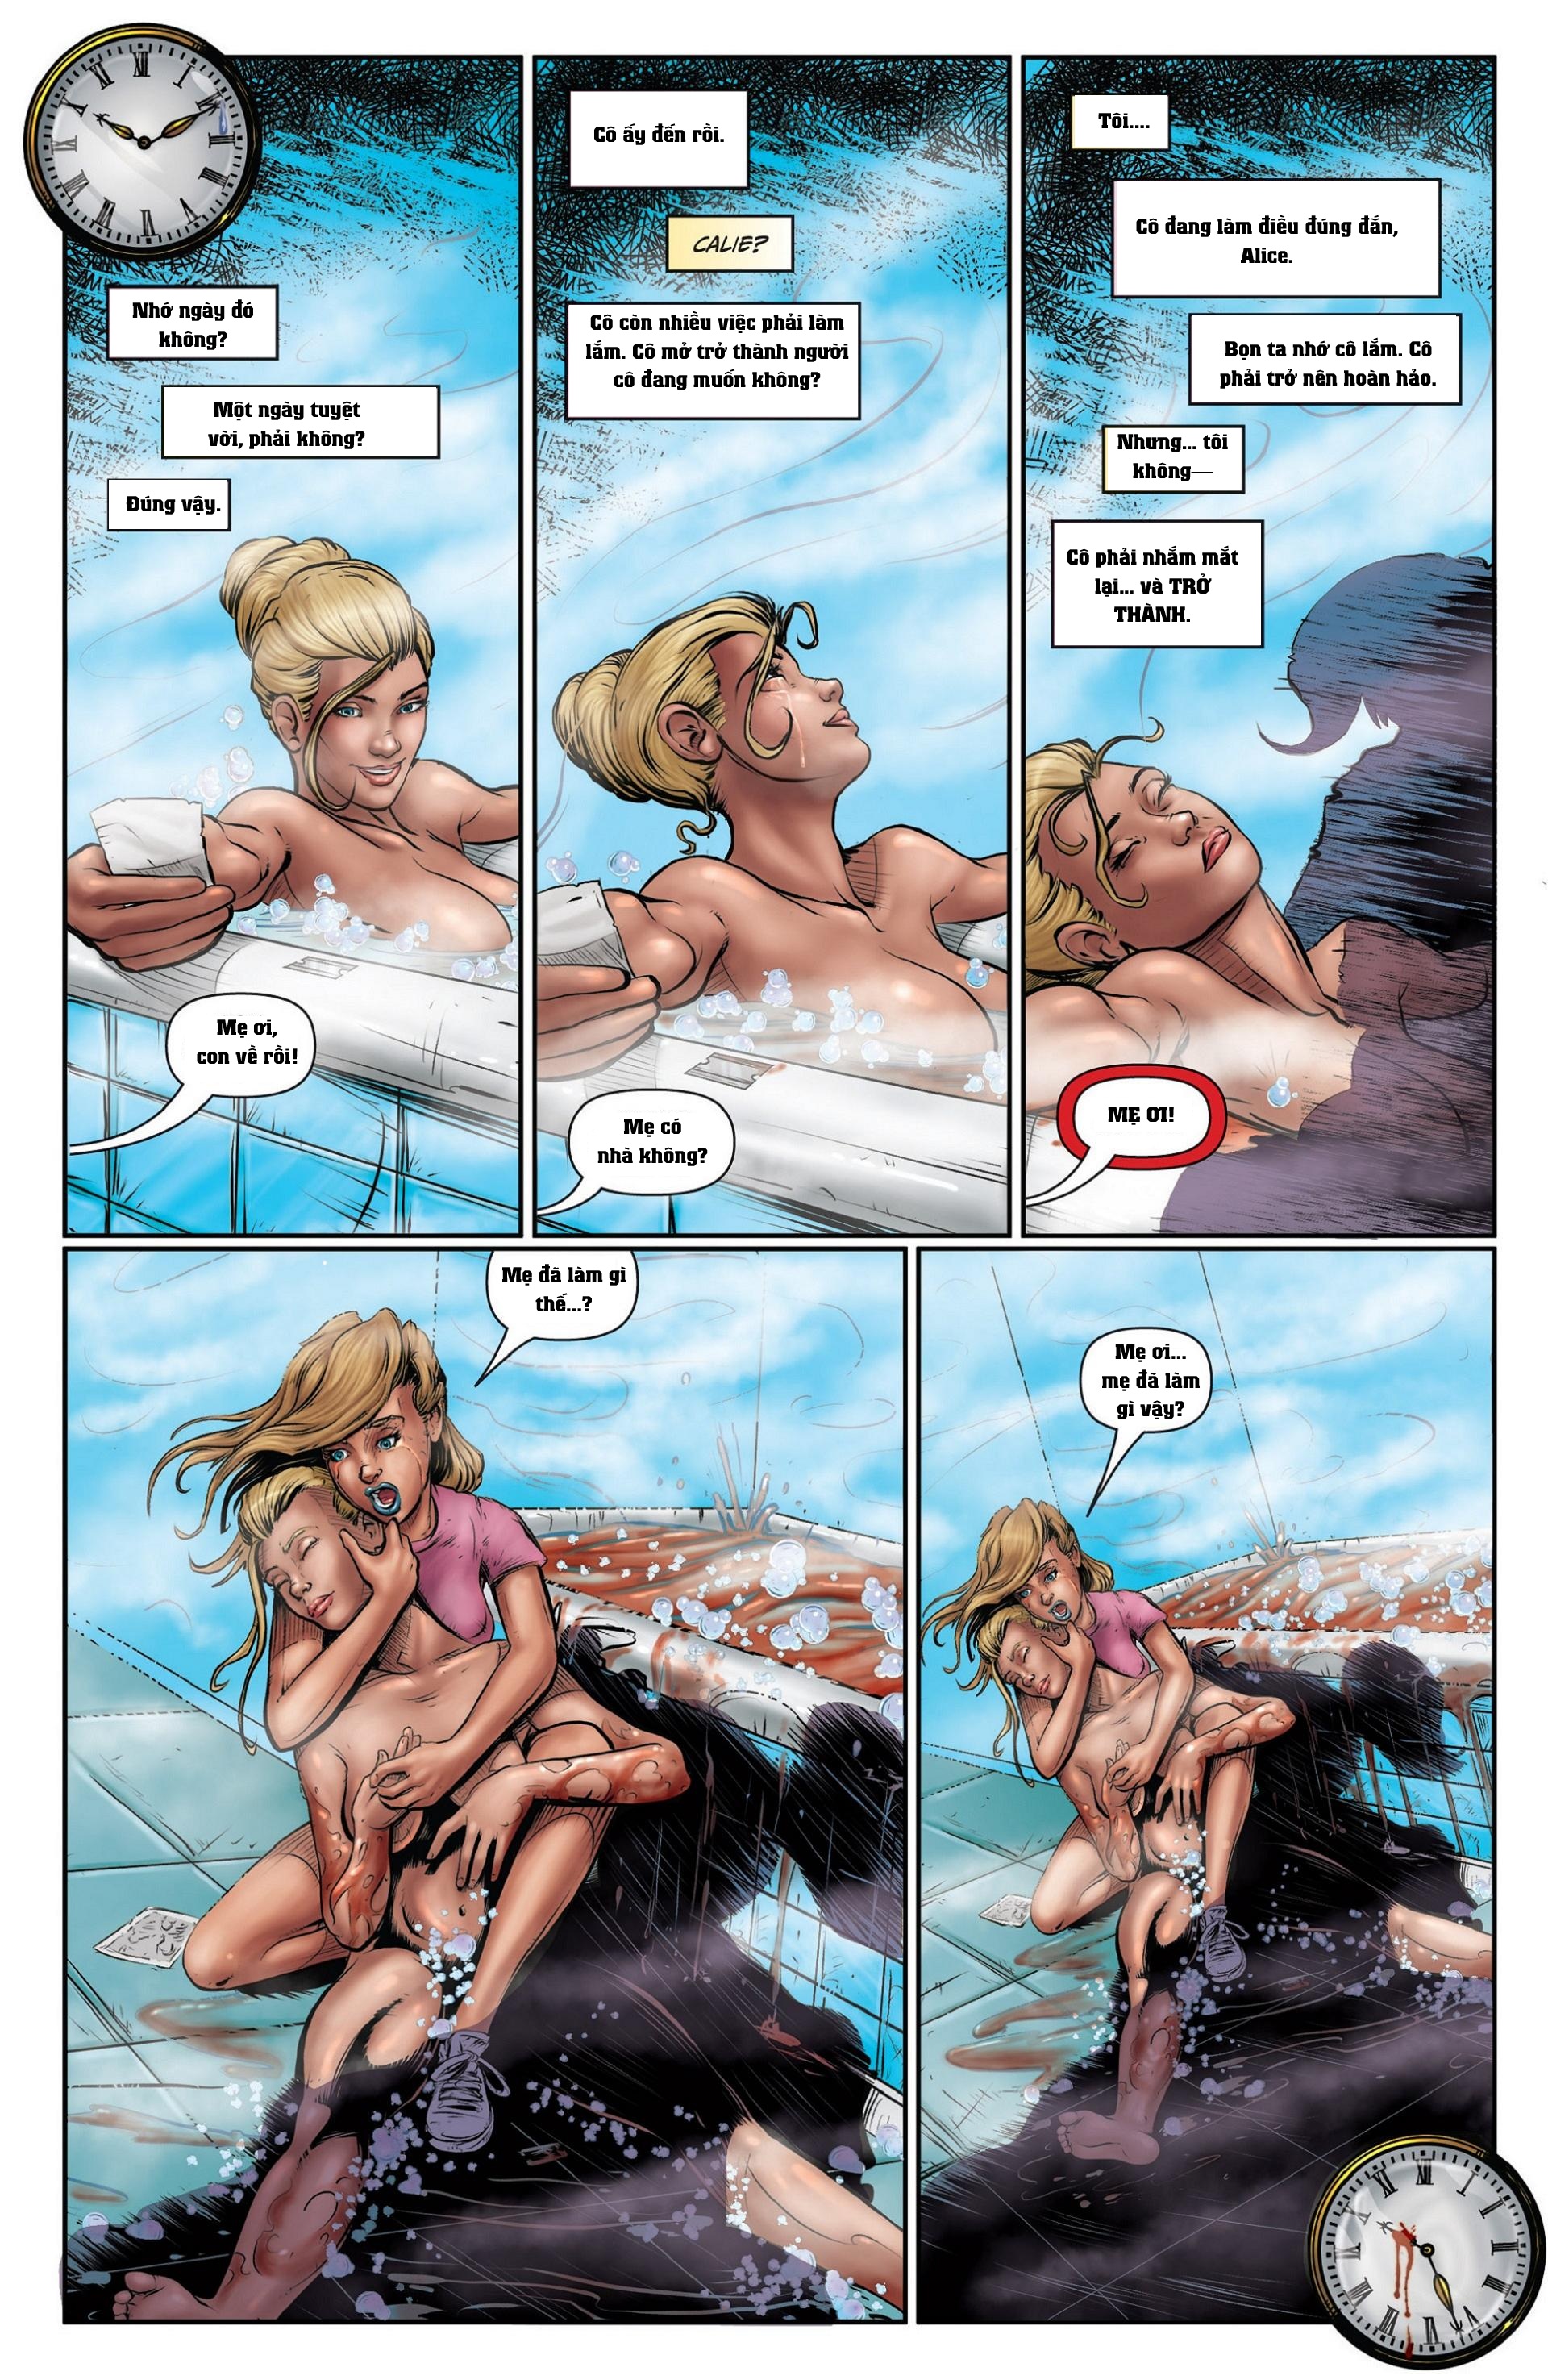 Nhớ ngày đó
không?
Một ngày tuyệt
vời, phải không?
Đúng vậy.
Mẹ ơi,
con về rồi!
Cô ấy đến rồi.
CALIE?
Cô còn nhiều việc phải làm
lắm. Cô mở trở thành người
cô đang muốn không?
Mẹ có
nhà không?
Tôi....
Cô đang làm điều đúng đắn,
Alice.
Bọn ta nhớ cô lắm. Cô
phải trở nên hoàn hảo.
Nhưng... tôi
không—
Cô phải nhắm mắt
lại... và TRỞ
THÀNH.
MẸ ƠI!
Mẹ đã làm gì
thế...?
Mẹ ơi...
mẹ đã làm
gì vậy?